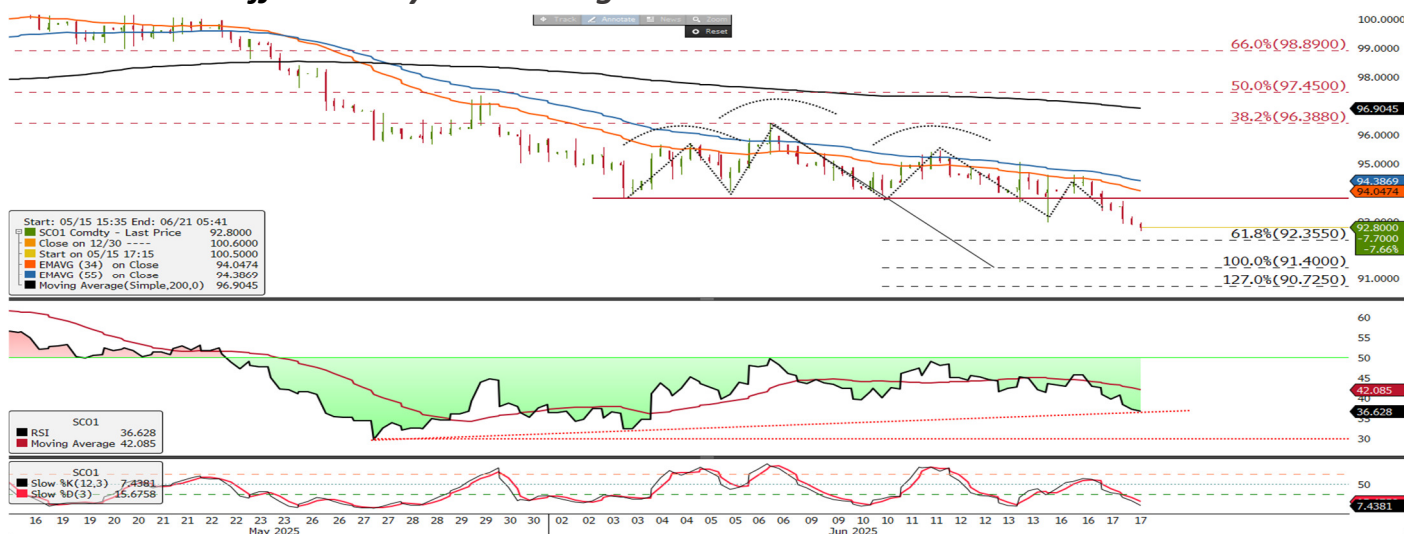 + Track
Annotate
News
Zoom
Reset
100.0000
99.0000
98.0000
96.9045
96.0000
95.0000
94.3869
94.0474
92.8000
-7.7000
-7.66%
91.0000
66.0%(98.8900)
50.0%(97.4500)
38.2%(96.3880)
61.8%(92.3550)
100.0%(91.4000)
127.0%(90.7250)
Start: 05/15 15:35 End: 06/21 05:41
SC01 Comdty - Last Price 92.8000
Close on 12/30 ---- 100.6000
Start on 05/15 17:15 100.5000
EMAVG (34) on Close 94.0474
EMAVG (55) on Close 94.3869
Moving Average(Simple,200,0) 96.9045
60
55
50
45
42.085
40
36.628
35
30
SC01
RSI 36.628
Moving Average 42.085
SC01
Slow %K(12,3) 7.4381
Slow %D(3) 15.6758
50
7.4381
16 19 19 20 20 21 21 22 22 23 23 26 26 27 27 28 28 29 29 30 30 02 02 03 03 04 04 05 05 06 06 09 09 10 10 11 11 12 12 13 13 16 16 17 17
May 2025
Jun 2025